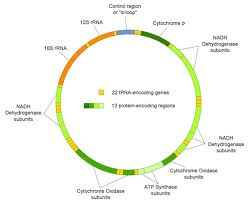 Control region
or "d-loop"
12S rRNA
Cytochrome b
16S rRNA
NADH
Dehydrogenase
subunits
22 tRNA-encoding genes
13 protein-encoding regions
NADH
Dehydrogenase
subunits
NADH
Dehydrogenase
subunits
Cytochrome Oxidase
subunits
ATP Synthase
subunits
Cytochrome Oxidase
subunits